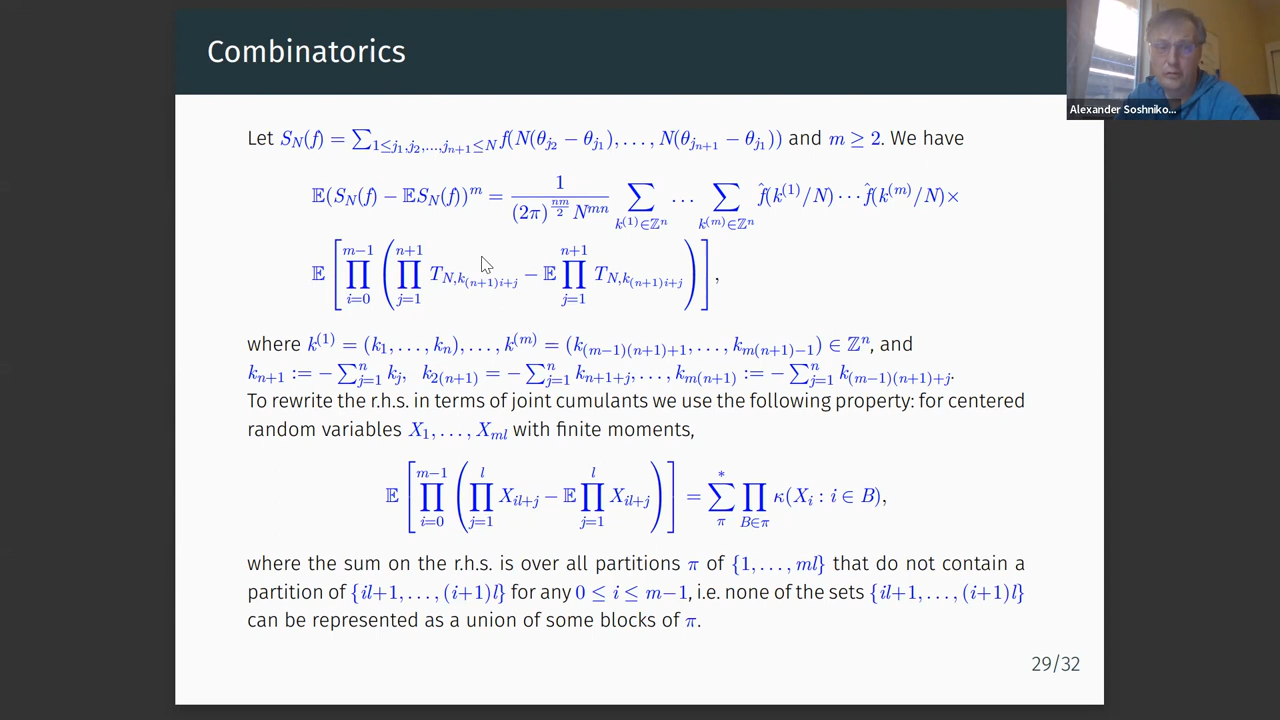 Combinatorics
Alexander Soshniko...
Let S_N(f) = ∑_{1≤j_1,j_2,...,j_{n+1}≤N} f(N(θ_{j_2} − θ_{j_1}), . . . , N(θ_{j_{n+1}} − θ_{j_1})) and m ≥ 2. We have
𝔼(S_N(f) − 𝔼S_N(f))^m = \frac{1}{(2π)^{\frac{nm}{2}} N^{mn}} ∑_{k^{(1)}∈ℤ^n} . . . ∑_{k^{(m)}∈ℤ^n} \hat{f}(k^{(1)}/N) · · · \hat{f}(k^{(m)}/N)×
𝔼 [ ∏_{i=0}^{m−1} ( ∏_{j=1}^{n+1} T_{N,k_{(n+1)i+j}} − 𝔼 ∏_{j=1}^{n+1} T_{N,k_{(n+1)i+j}} ) ] ,
where k^{(1)} = (k_1, . . . , k_n), . . . , k^{(m)} = (k_{(m−1)(n+1)+1}, . . . , k_{m(n+1)−1}) ∈ ℤ^n, and
k_{n+1} := − ∑_{j=1}^n k_j, k_{2(n+1)} = − ∑_{j=1}^n k_{n+1+j}, . . . , k_{m(n+1)} := − ∑_{j=1}^n k_{(m−1)(n+1)+j}.
To rewrite the r.h.s. in terms of joint cumulants we use the following property: for centered
random variables X_1, . . . , X_{ml} with finite moments,
𝔼 [ ∏_{i=0}^{m−1} ( ∏_{j=1}^{l} X_{il+j} − 𝔼 ∏_{j=1}^{l} X_{il+j} ) ] = ∑_π^* ∏_{B∈π} κ(X_i : i ∈ B),
where the sum on the r.h.s. is over all partitions π of {1, . . . , ml} that do not contain a
partition of {il+1, . . . , (i+1)l} for any 0 ≤ i ≤ m−1, i.e. none of the sets {il+1, . . . , (i+1)l}
can be represented as a union of some blocks of π.
29/32